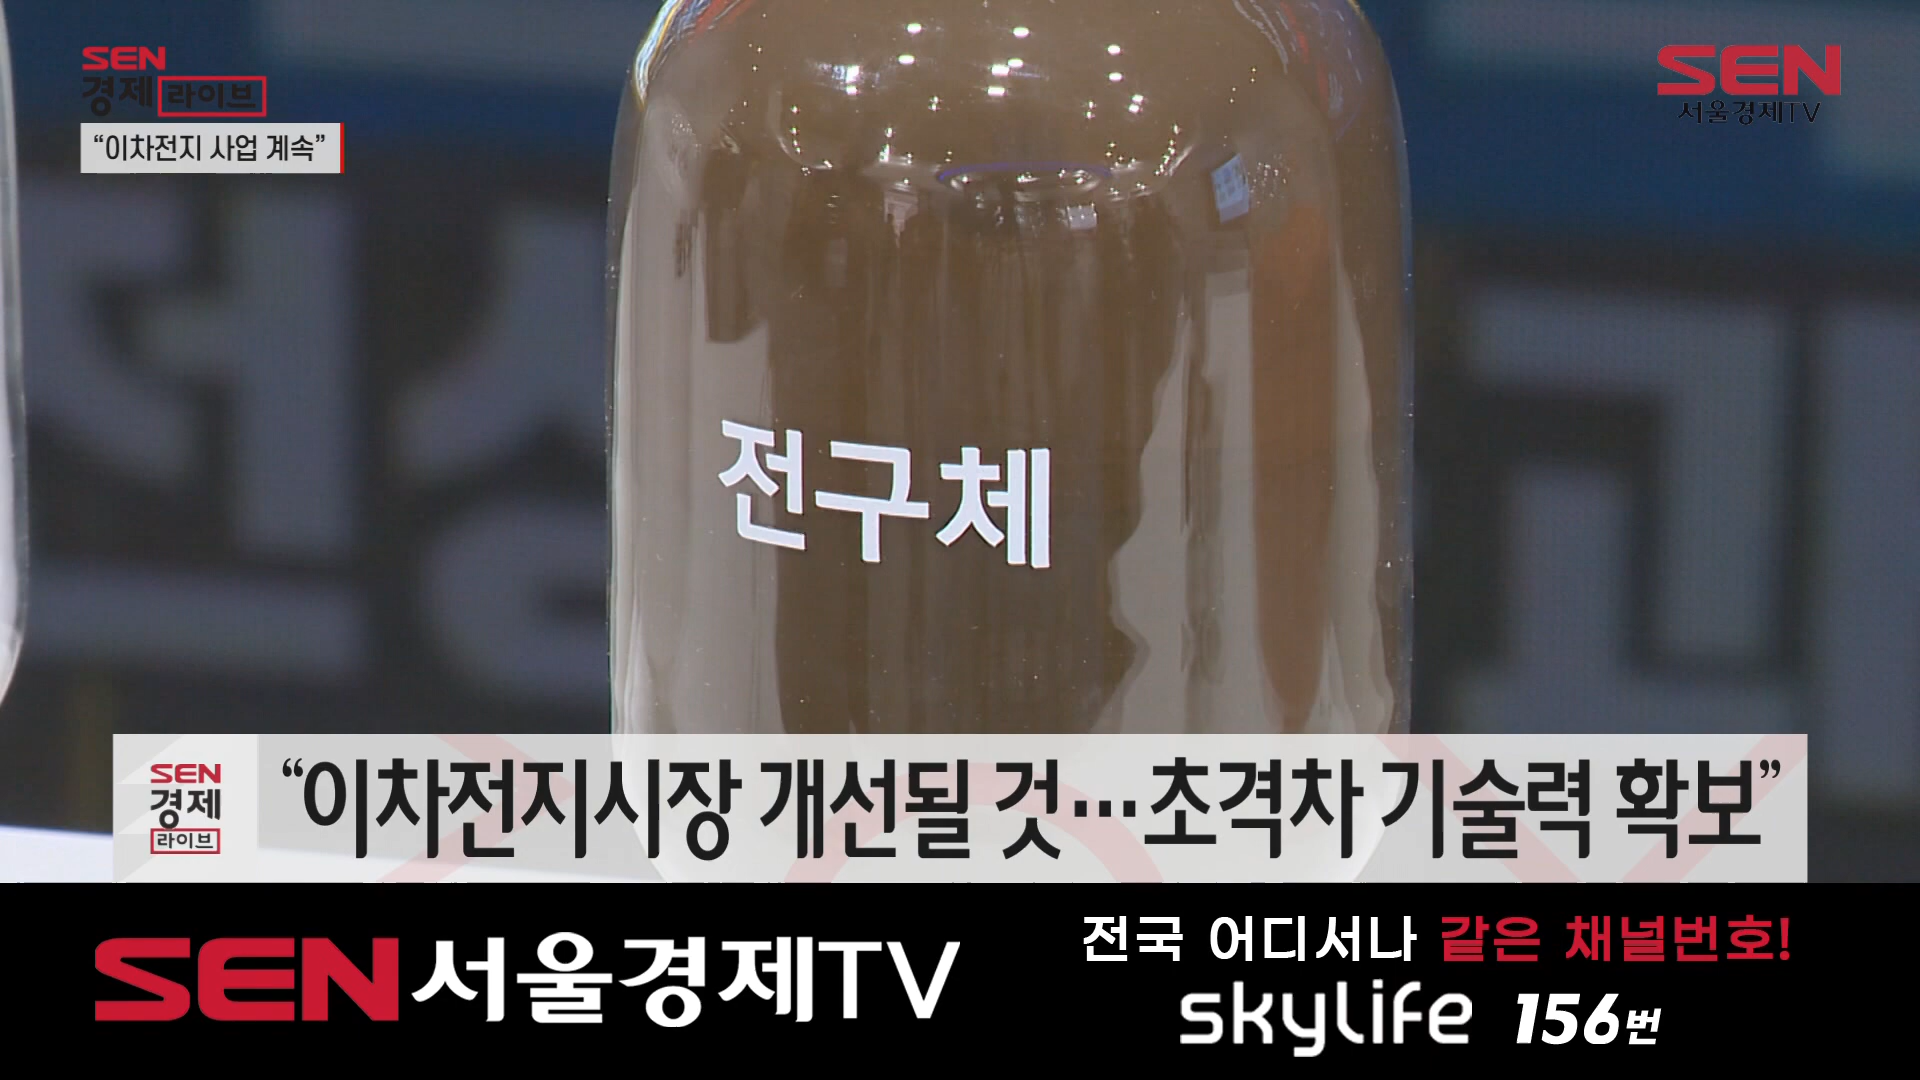 SEN
경제 라이브
“이차전지 사업 계속”
SEN
서울경제TV
전구체
SEN
경제
라이브
“이차전지시장 개선될 것…초격차 기술력 확보”
SEN서울경제TV
전국 어디서나 같은 채널번호!
skylife 156번